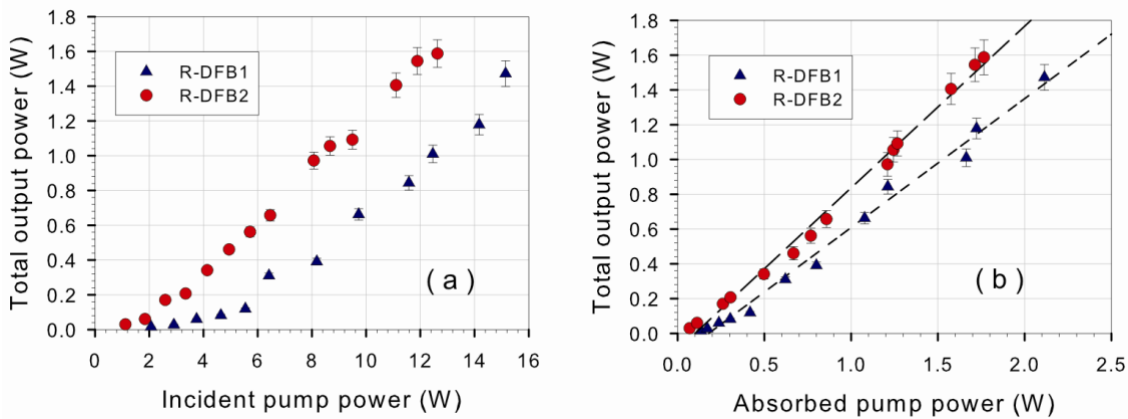 Total output power (W)
1.8
1.6
1.4
1.2
1.0
0.8
0.6
0.4
0.2
0.0
R-DFB1
R-DFB2
( a )
0 2 4 6 8 10 12 14 16
Incident pump power (W)
Total output power (W)
1.8
1.6
1.4
1.2
1.0
0.8
0.6
0.4
0.2
0.0
R-DFB1
R-DFB2
( b )
0.0 0.5 1.0 1.5 2.0 2.5
Absorbed pump power (W)